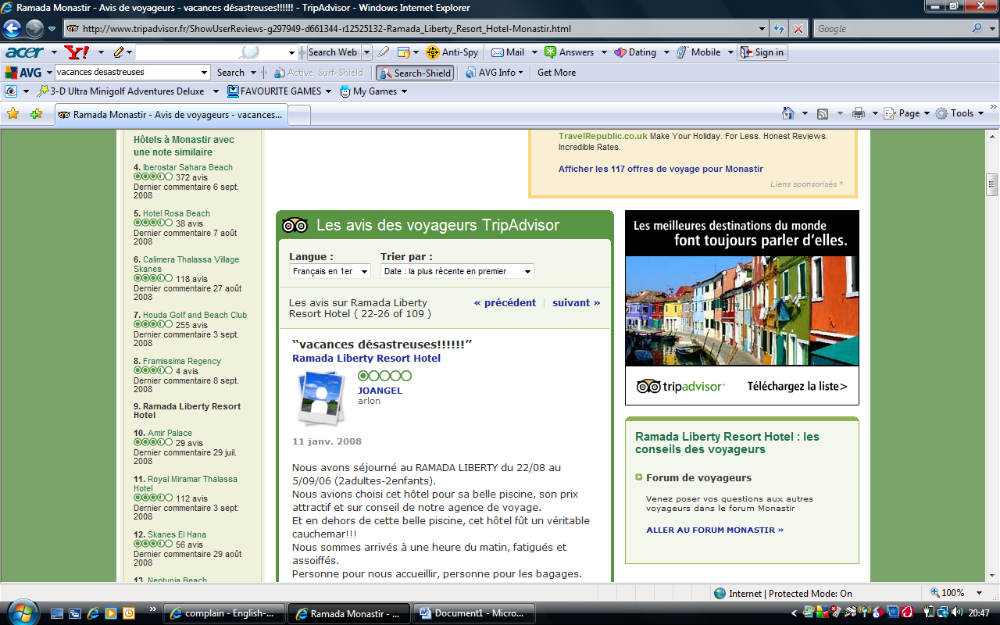 Ramada Monastir - Avis de voyageurs - vacances désastreuses!!!!!! - TripAdvisor - Windows Internet Explorer
http://www.tripadvisor.fr/ShowUserReviews-g297949-d661344-r12525132-Ramada_Liberty_Resort_Hotel-Monastir.html
Google
acer Y! Search Web Anti-Spy Mail Answers Dating Mobile Sign in
AVG vacances desastreuses Search Active Surf-Shield Search-Shield AVG Info Get More
3-D Ultra Minigolf Adventures Deluxe FAVOURITE GAMES My Games
Ramada Monastir - Avis de voyageurs - vacances... Page Tools
Hôtels à Monastir avec
une note similaire
4. Iberostar Sahara Beach
372 avis
Dernier commentaire 6 sept.
2008
5. Hotel Rosa Beach
38 avis
Dernier commentaire 7 août
2008
6. Calimera Thalassa Village
Skanes
118 avis
Dernier commentaire 27 août
2008
7. Houda Golf and Beach Club
255 avis
Dernier commentaire 3 sept.
2008
8. Framissima Regency
4 avis
Dernier commentaire 8 sept.
2008
9. Ramada Liberty Resort
Hotel
10. Amir Palace
29 avis
Dernier commentaire 29 juil.
2008
11. Royal Miramar Thalassa
Hotel
112 avis
Dernier commentaire 3 sept.
2008
12. Skanes El Hana
56 avis
Dernier commentaire 29 août
2008
13. Neptunia Beach
TravelRepublic.co.uk Make Your Holiday. For Less. Honest Reviews.
Incredible Rates.
Afficher les 117 offres de voyage pour Monastir
Liens sponsorisés *
Les avis des voyageurs TripAdvisor
Langue : Trier par :
Français en 1er Date : la plus récente en premier
Les avis sur Ramada Liberty
Resort Hotel ( 22-26 of 109 )
« précédent | suivant »
“vacances désastreuses!!!!!!”
Ramada Liberty Resort Hotel
JOANGEL
arlon
11 janv. 2008
Nous avons séjourné au RAMADA LIBERTY du 22/08 au
5/09/06 (2adultes-2enfants).
Nous avions choisi cet hôtel pour sa belle piscine, son prix
attractif et sur conseil de notre agence de voyage.
Et en dehors de cette belle piscine, cet hôtel fût un véritable
cauchemar!!!
Nous sommes arrivés à une heure du matin, fatigués et
assoiffés.
Personne pour nous accueillir, personne pour les bagages.
Les meilleures destinations du monde
font toujours parler d'elles.
tripadvisor Téléchargez la liste>
Ramada Liberty Resort Hotel : les
conseils des voyageurs
Forum de voyageurs
Venez poser vos questions aux autres
voyageurs dans le forum Monastir
ALLER AU FORUM MONASTIR »
Internet | Protected Mode: On 100%
complain - English-... Ramada Monastir - ... Document1 - Micro... 20:47